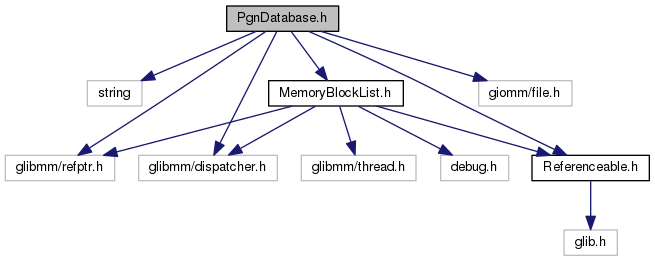 PgnDatabase.h
string
MemoryBlockList.h
giomm/file.h
glibmm/refptr.h
glibmm/dispatcher.h
glibmm/thread.h
debug.h
Referenceable.h
glib.h